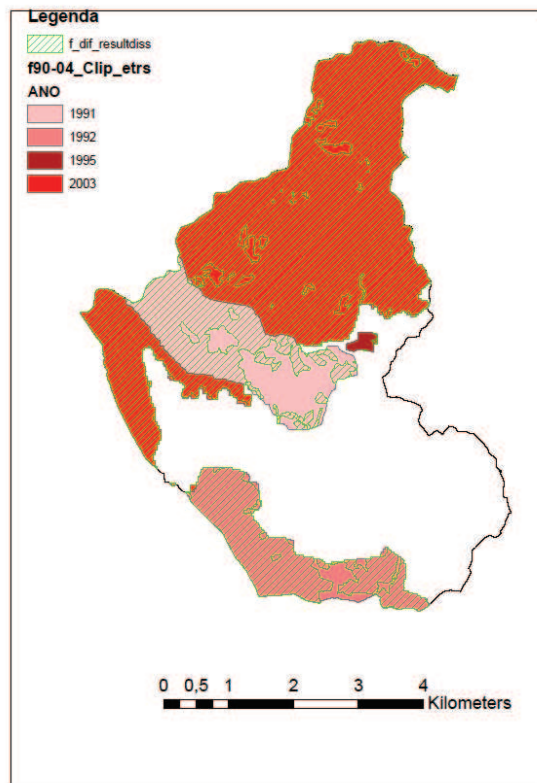 Legenda
f_dif_resultdiss
f90-04_Clip_etrs
ANO
1991
1992
1995
2003
0 0,5 1 2 3 4
Kilometers